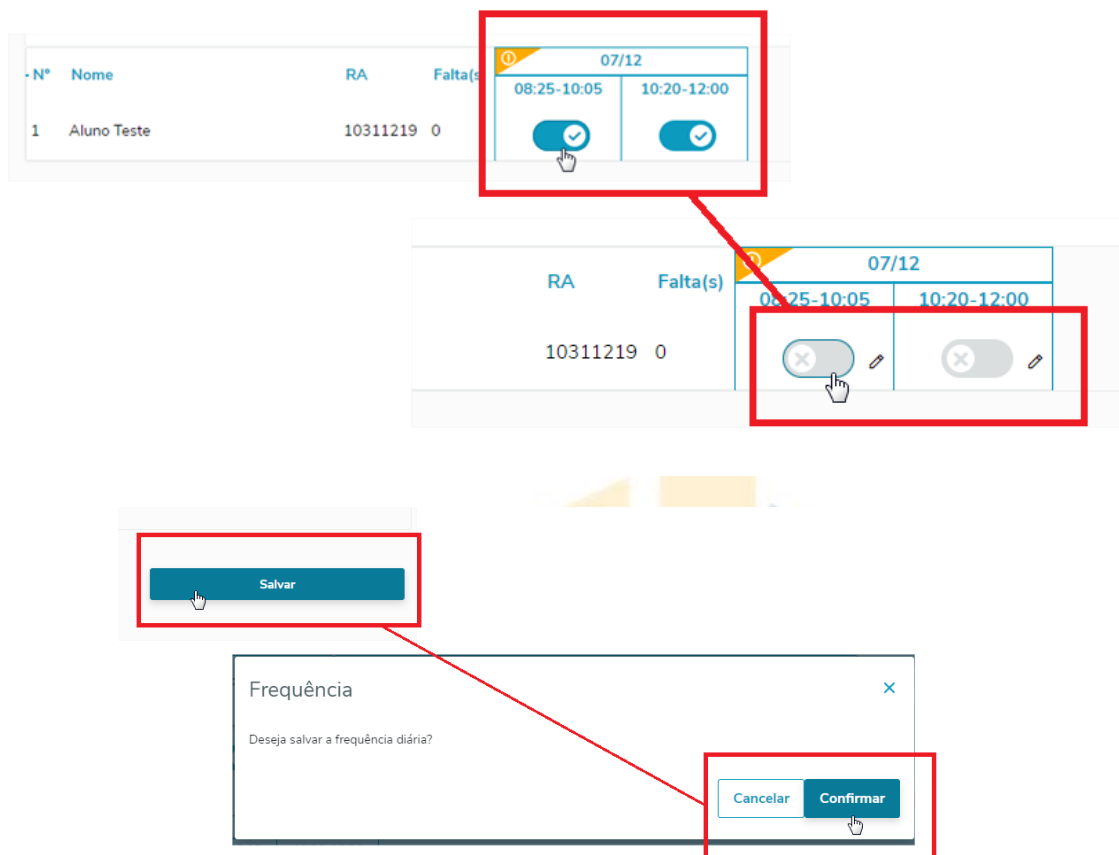 - Nº Nome RA Falta(s 07/12
08:25-10:05 10:20-12:00
1 Aluno Teste 10311219 0
RA Falta(s) 07/12
08:25-10:05 10:20-12:00
10311219 0
Salvar
Frequência
Deseja salvar a frequência diária?
Cancelar Confirmar